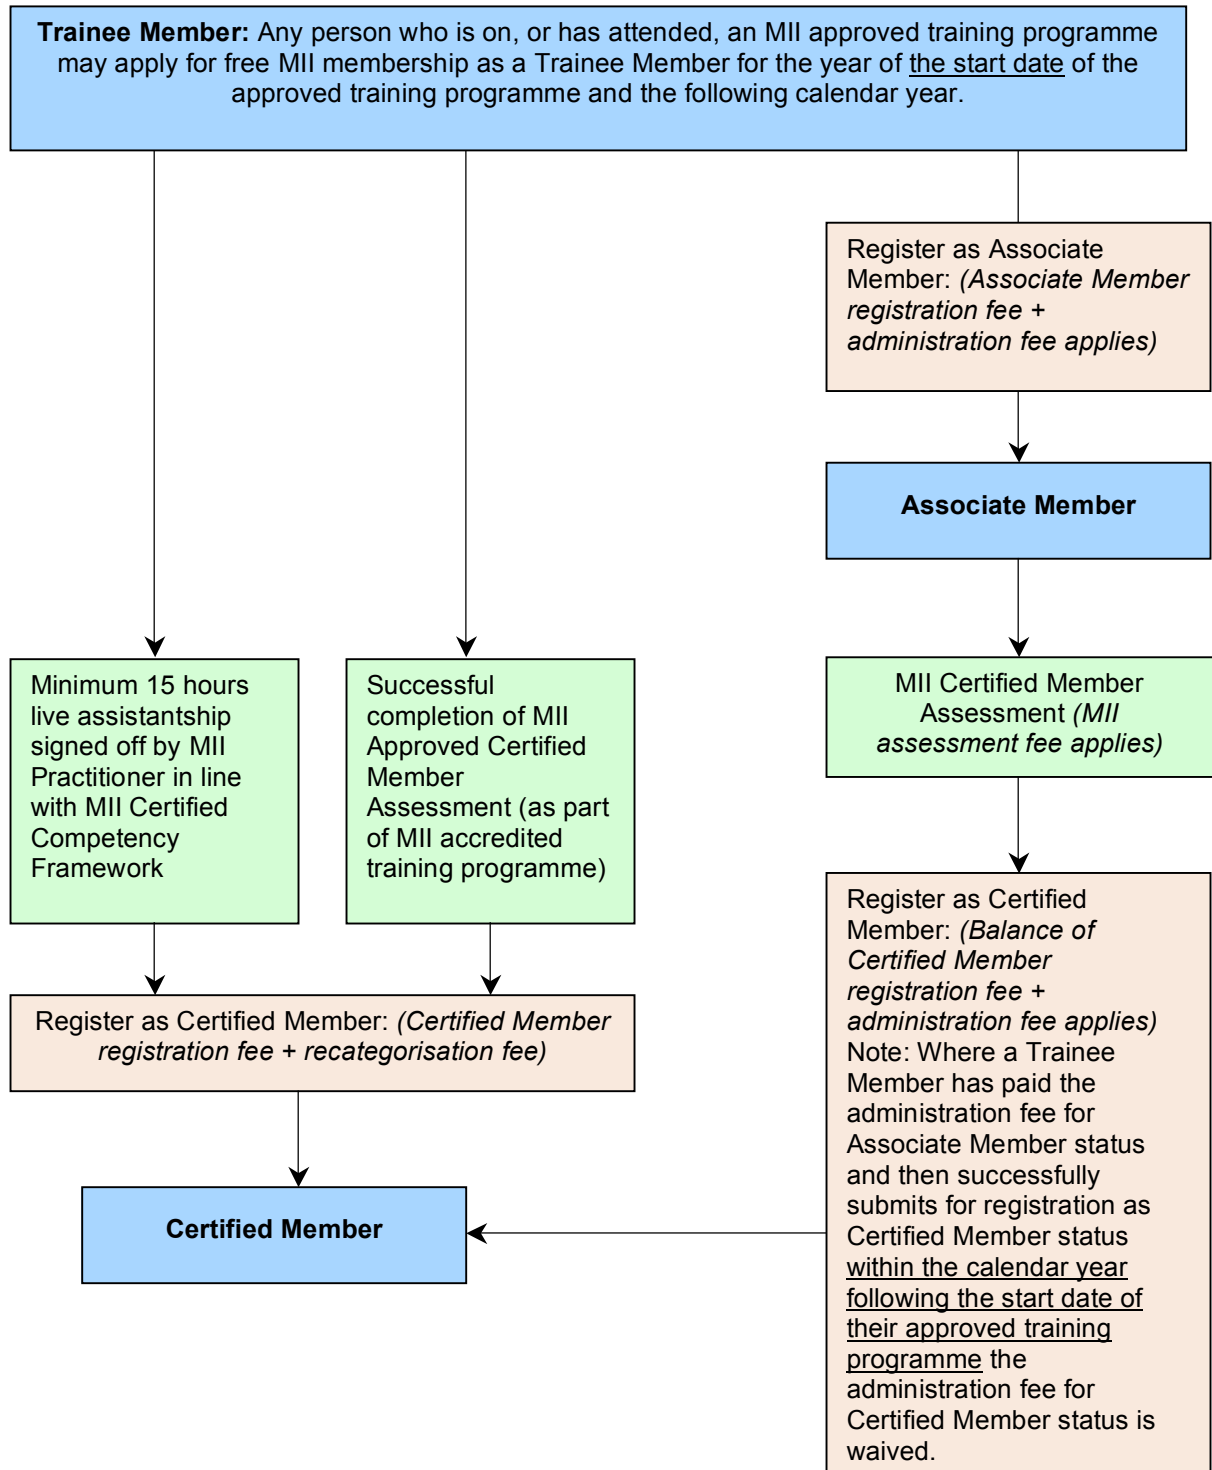 Trainee Member: Any person who is on, or has attended, an MII approved training programme
may apply for free MII membership as a Trainee Member for the year of the start date of the
approved training programme and the following calendar year.
Register as Associate
Member: (Associate Member
registration fee +
administration fee applies)
Associate Member
Minimum 15 hours
live assistantship
signed off by MII
Practitioner in line
with MII Certified
Competency
Framework
Successful
completion of MII
Approved Certified
Member
Assessment (as part
of MII accredited
training programme)
MII Certified Member
Assessment (MII
assessment fee applies)
Register as Certified Member: (Certified Member
registration fee + recategorisation fee)
Certified Member
Register as Certified
Member: (Balance of
Certified Member
registration fee +
administration fee applies)
Note: Where a Trainee
Member has paid the
administration fee for
Associate Member status
and then successfully
submits for registration as
Certified Member status
within the calendar year
following the start date of
their approved training
programme the
administration fee for
Certified Member status is
waived.